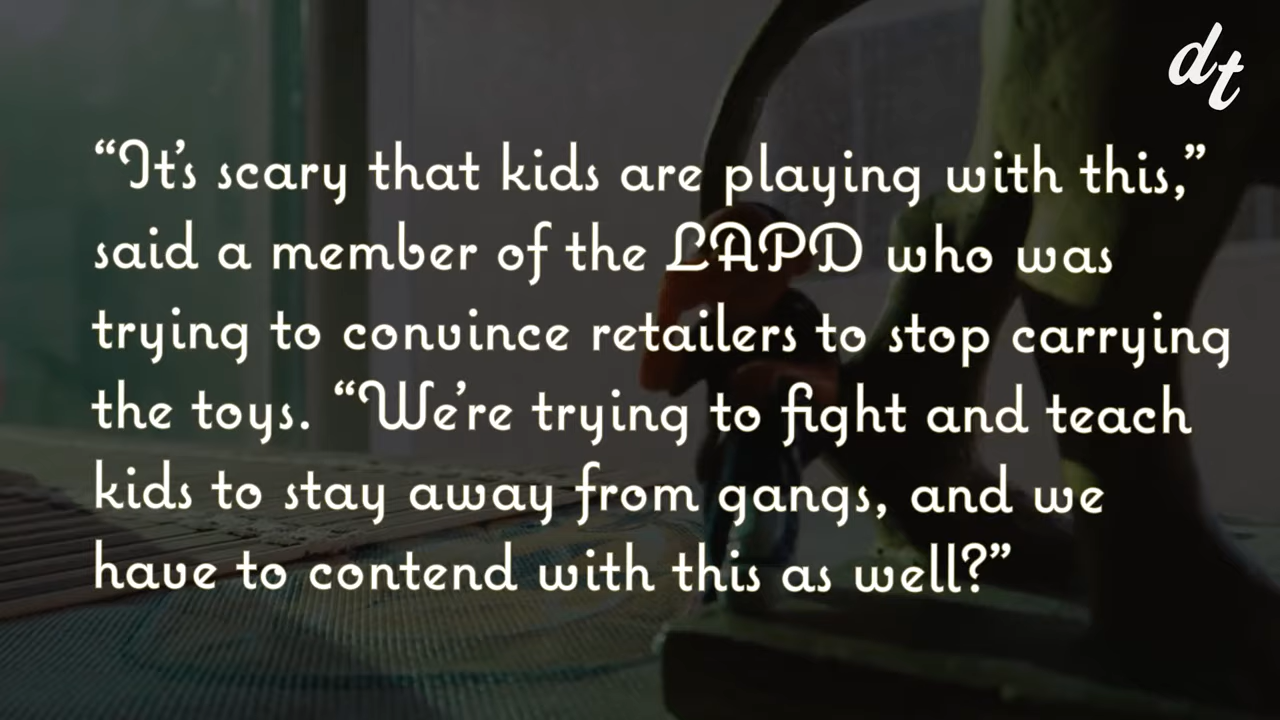 dt
“It’s scary that kids are playing with this,”
said a member of the LAPD who was
trying to convince retailers to stop carrying
the toys. “We’re trying to fight and teach
kids to stay away from gangs, and we
have to contend with this as well?”